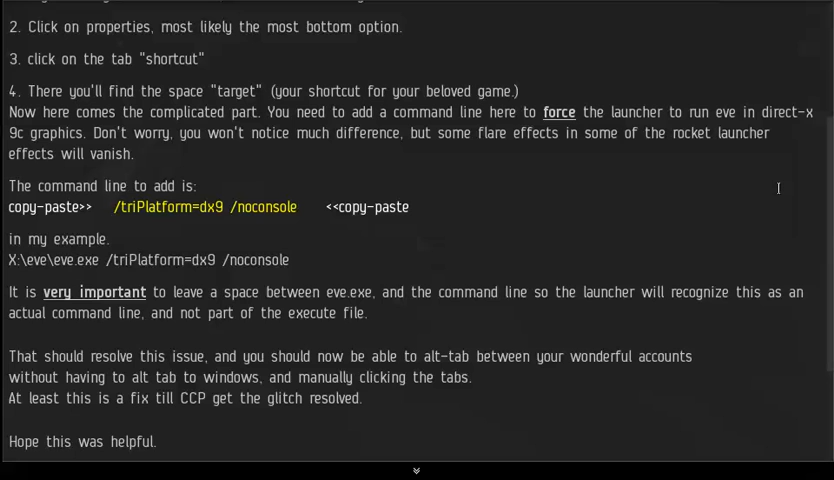 2. Click on properties, most likely the most bottom option.
3. click on the tab "shortcut"
4. There you'll find the space "target" (your shortcut for your beloved game.)
Now here comes the complicated part. You need to add a command line here to force the launcher to run eve in direct-x
9c graphics. Don't worry, you won't notice much difference, but some flare effects in some of the rocket launcher
effects will vanish.
The command line to add is:
copy-paste>> /triPlatform=dx9 /noconsole <<copy-paste
in my example.
X:\eve\eve.exe /triPlatform=dx9 /noconsole
It is very important to leave a space between eve.exe, and the command line so the launcher will recognize this as an
actual command line, and not part of the execute file.
That should resolve this issue, and you should now be able to alt-tab between your wonderful accounts
without having to alt tab to windows, and manually clicking the tabs.
At least this is a fix till CCP get the glitch resolved.
Hope this was helpful.